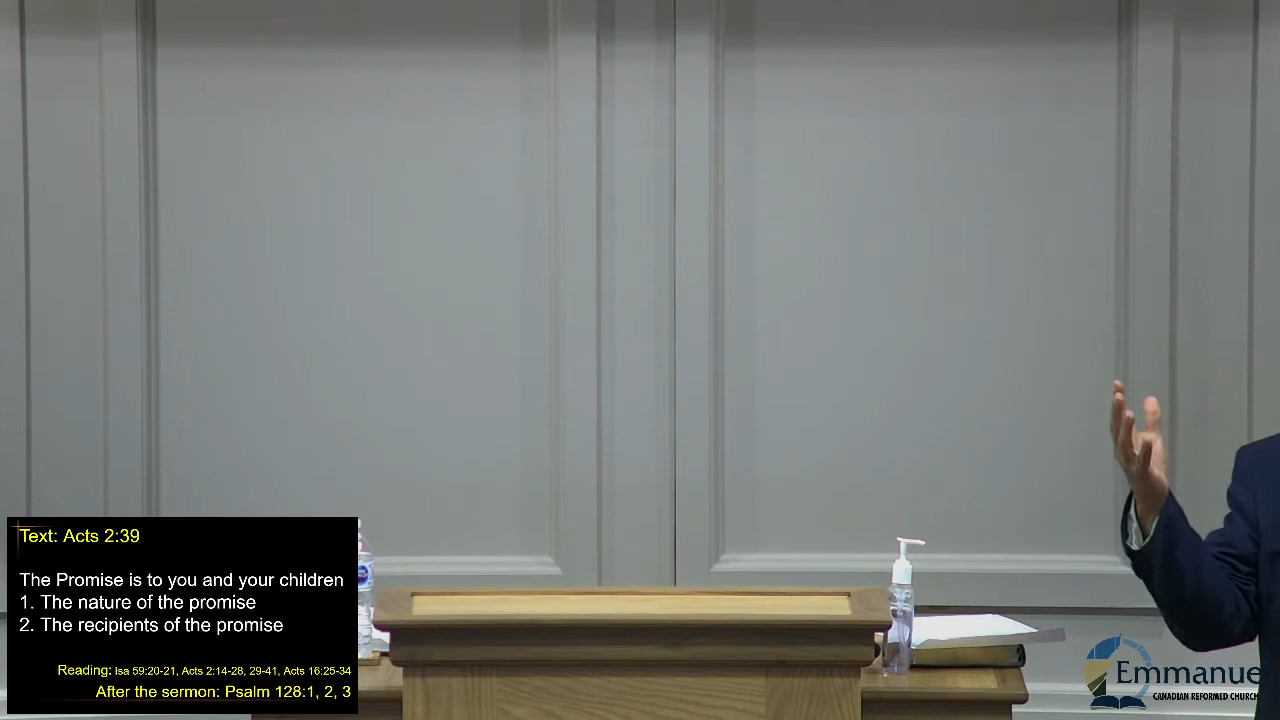 Text: Acts 2:39
The Promise is to you and your children
1. The nature of the promise
2. The recipients of the promise
Reading: Isa 59:20-21, Acts 2:14-28, 29-41, Acts 16:25-34
After the sermon: Psalm 128:1, 2, 3
Emmanue
CANADIAN REFORMED CHURCH